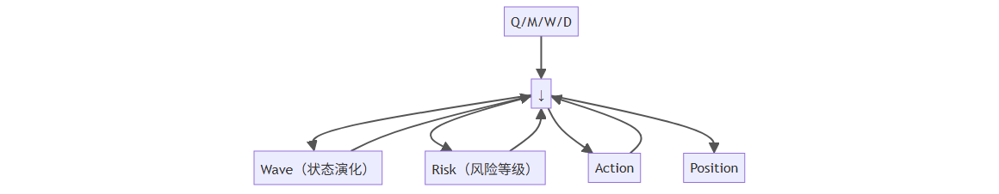 Q/M/W/D
↓
Wave（状态演化）
Risk（风险等级）
Action
Position